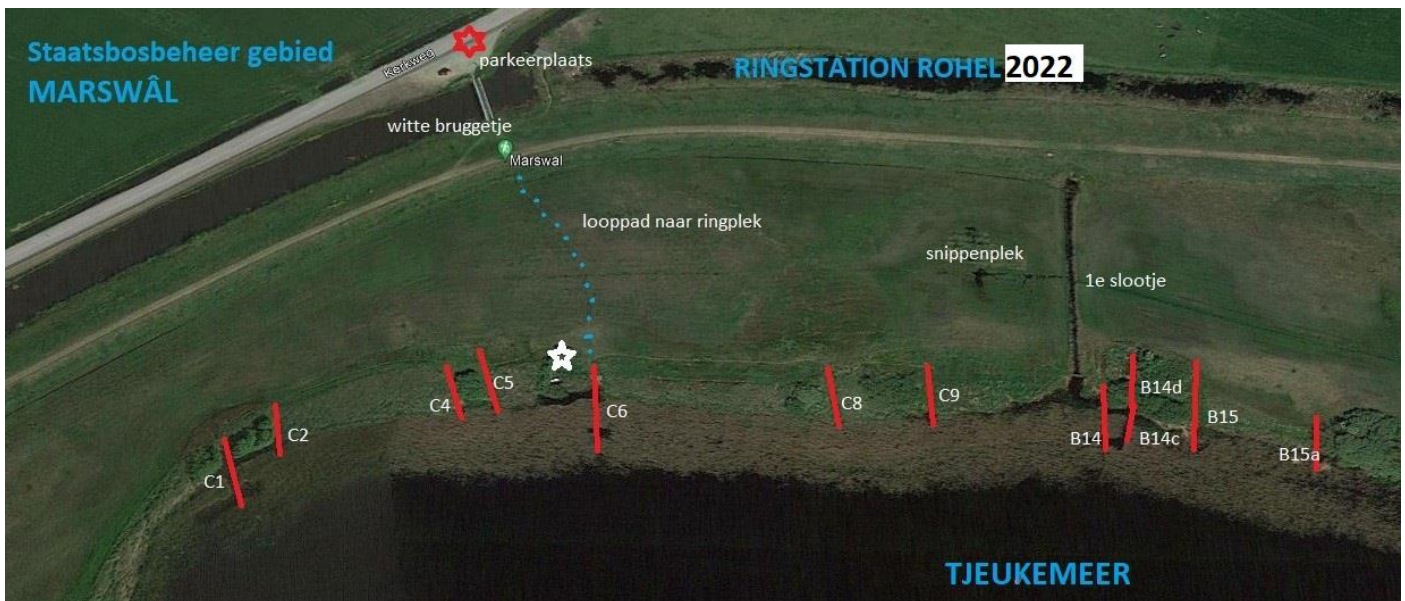 Staatsbosbeheer gebied
MARSWÂL
Kerkweg
parkeerplaats
RINGSTATION ROHEL 2022
witte bruggetje
Marswal
looppad naar ringplek
snippenplek
1e slootje
C1
C2
C4
C5
C6
C8
C9
B14
B14d
B14c
B15
B15a
TJEUKEMEER